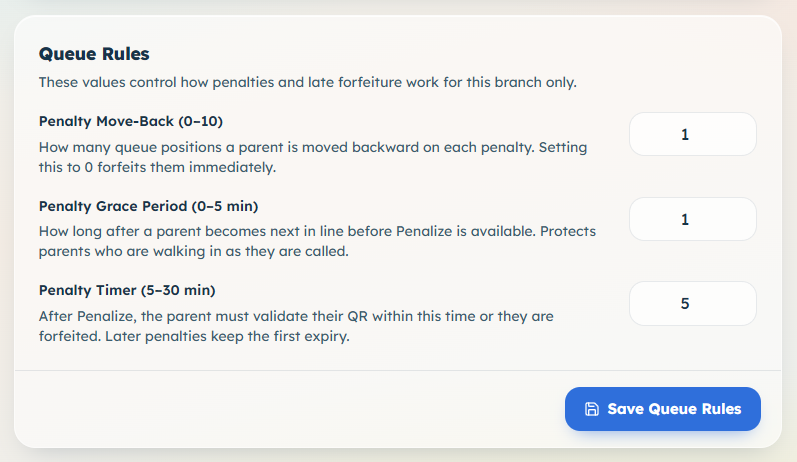 Queue Rules
These values control how penalties and late forfeiture work for this branch only.
Penalty Move-Back (0–10)
How many queue positions a parent is moved backward on each penalty. Setting
this to 0 forfeits them immediately.
1
Penalty Grace Period (0–5 min)
How long after a parent becomes next in line before Penalize is available. Protects
parents who are walking in as they are called.
1
Penalty Timer (5–30 min)
After Penalize, the parent must validate their QR within this time or they are
forfeited. Later penalties keep the first expiry.
5
Save Queue Rules